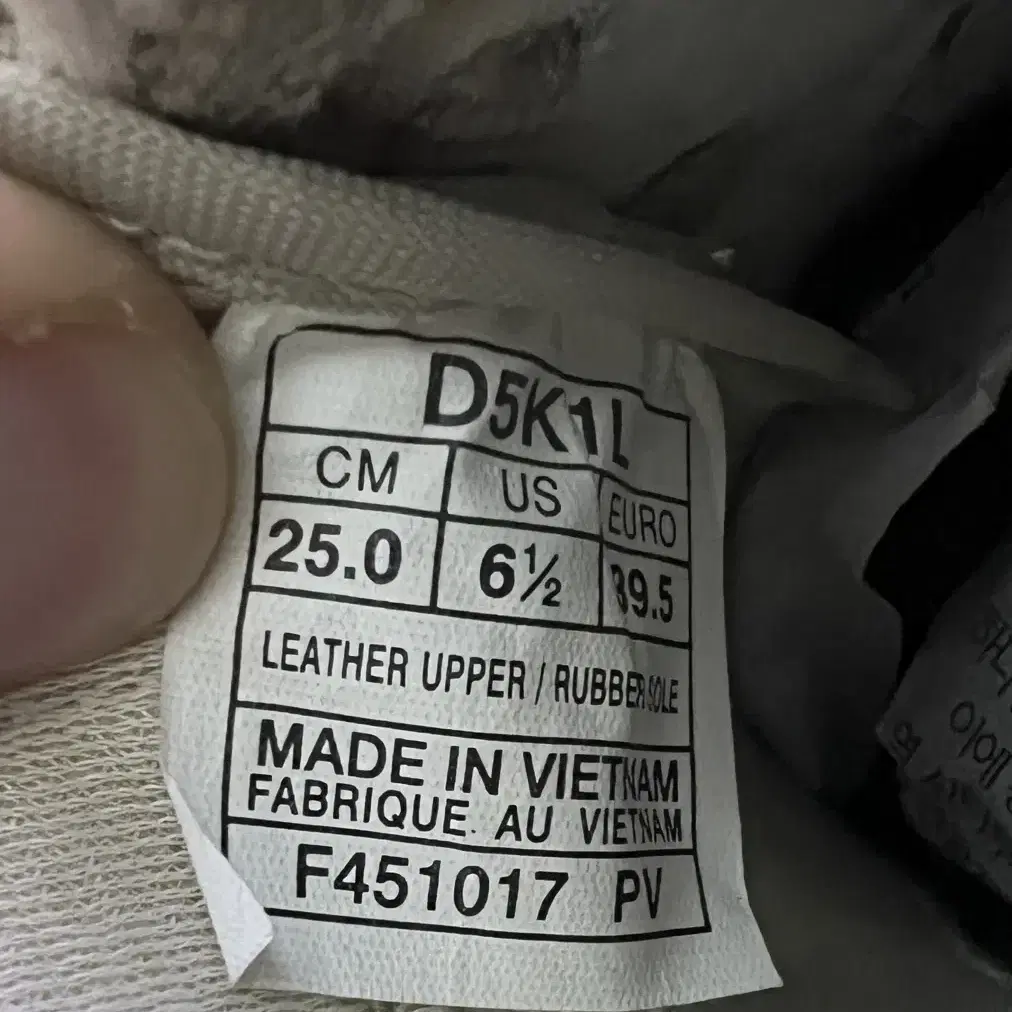 D5K1L
CM US EURO
25.0 6½ 39.5
LEATHER UPPER / RUBBER SOLE
MADE IN VIETNAM
FABRIQUE. AU VIETNAM
F451017 PV